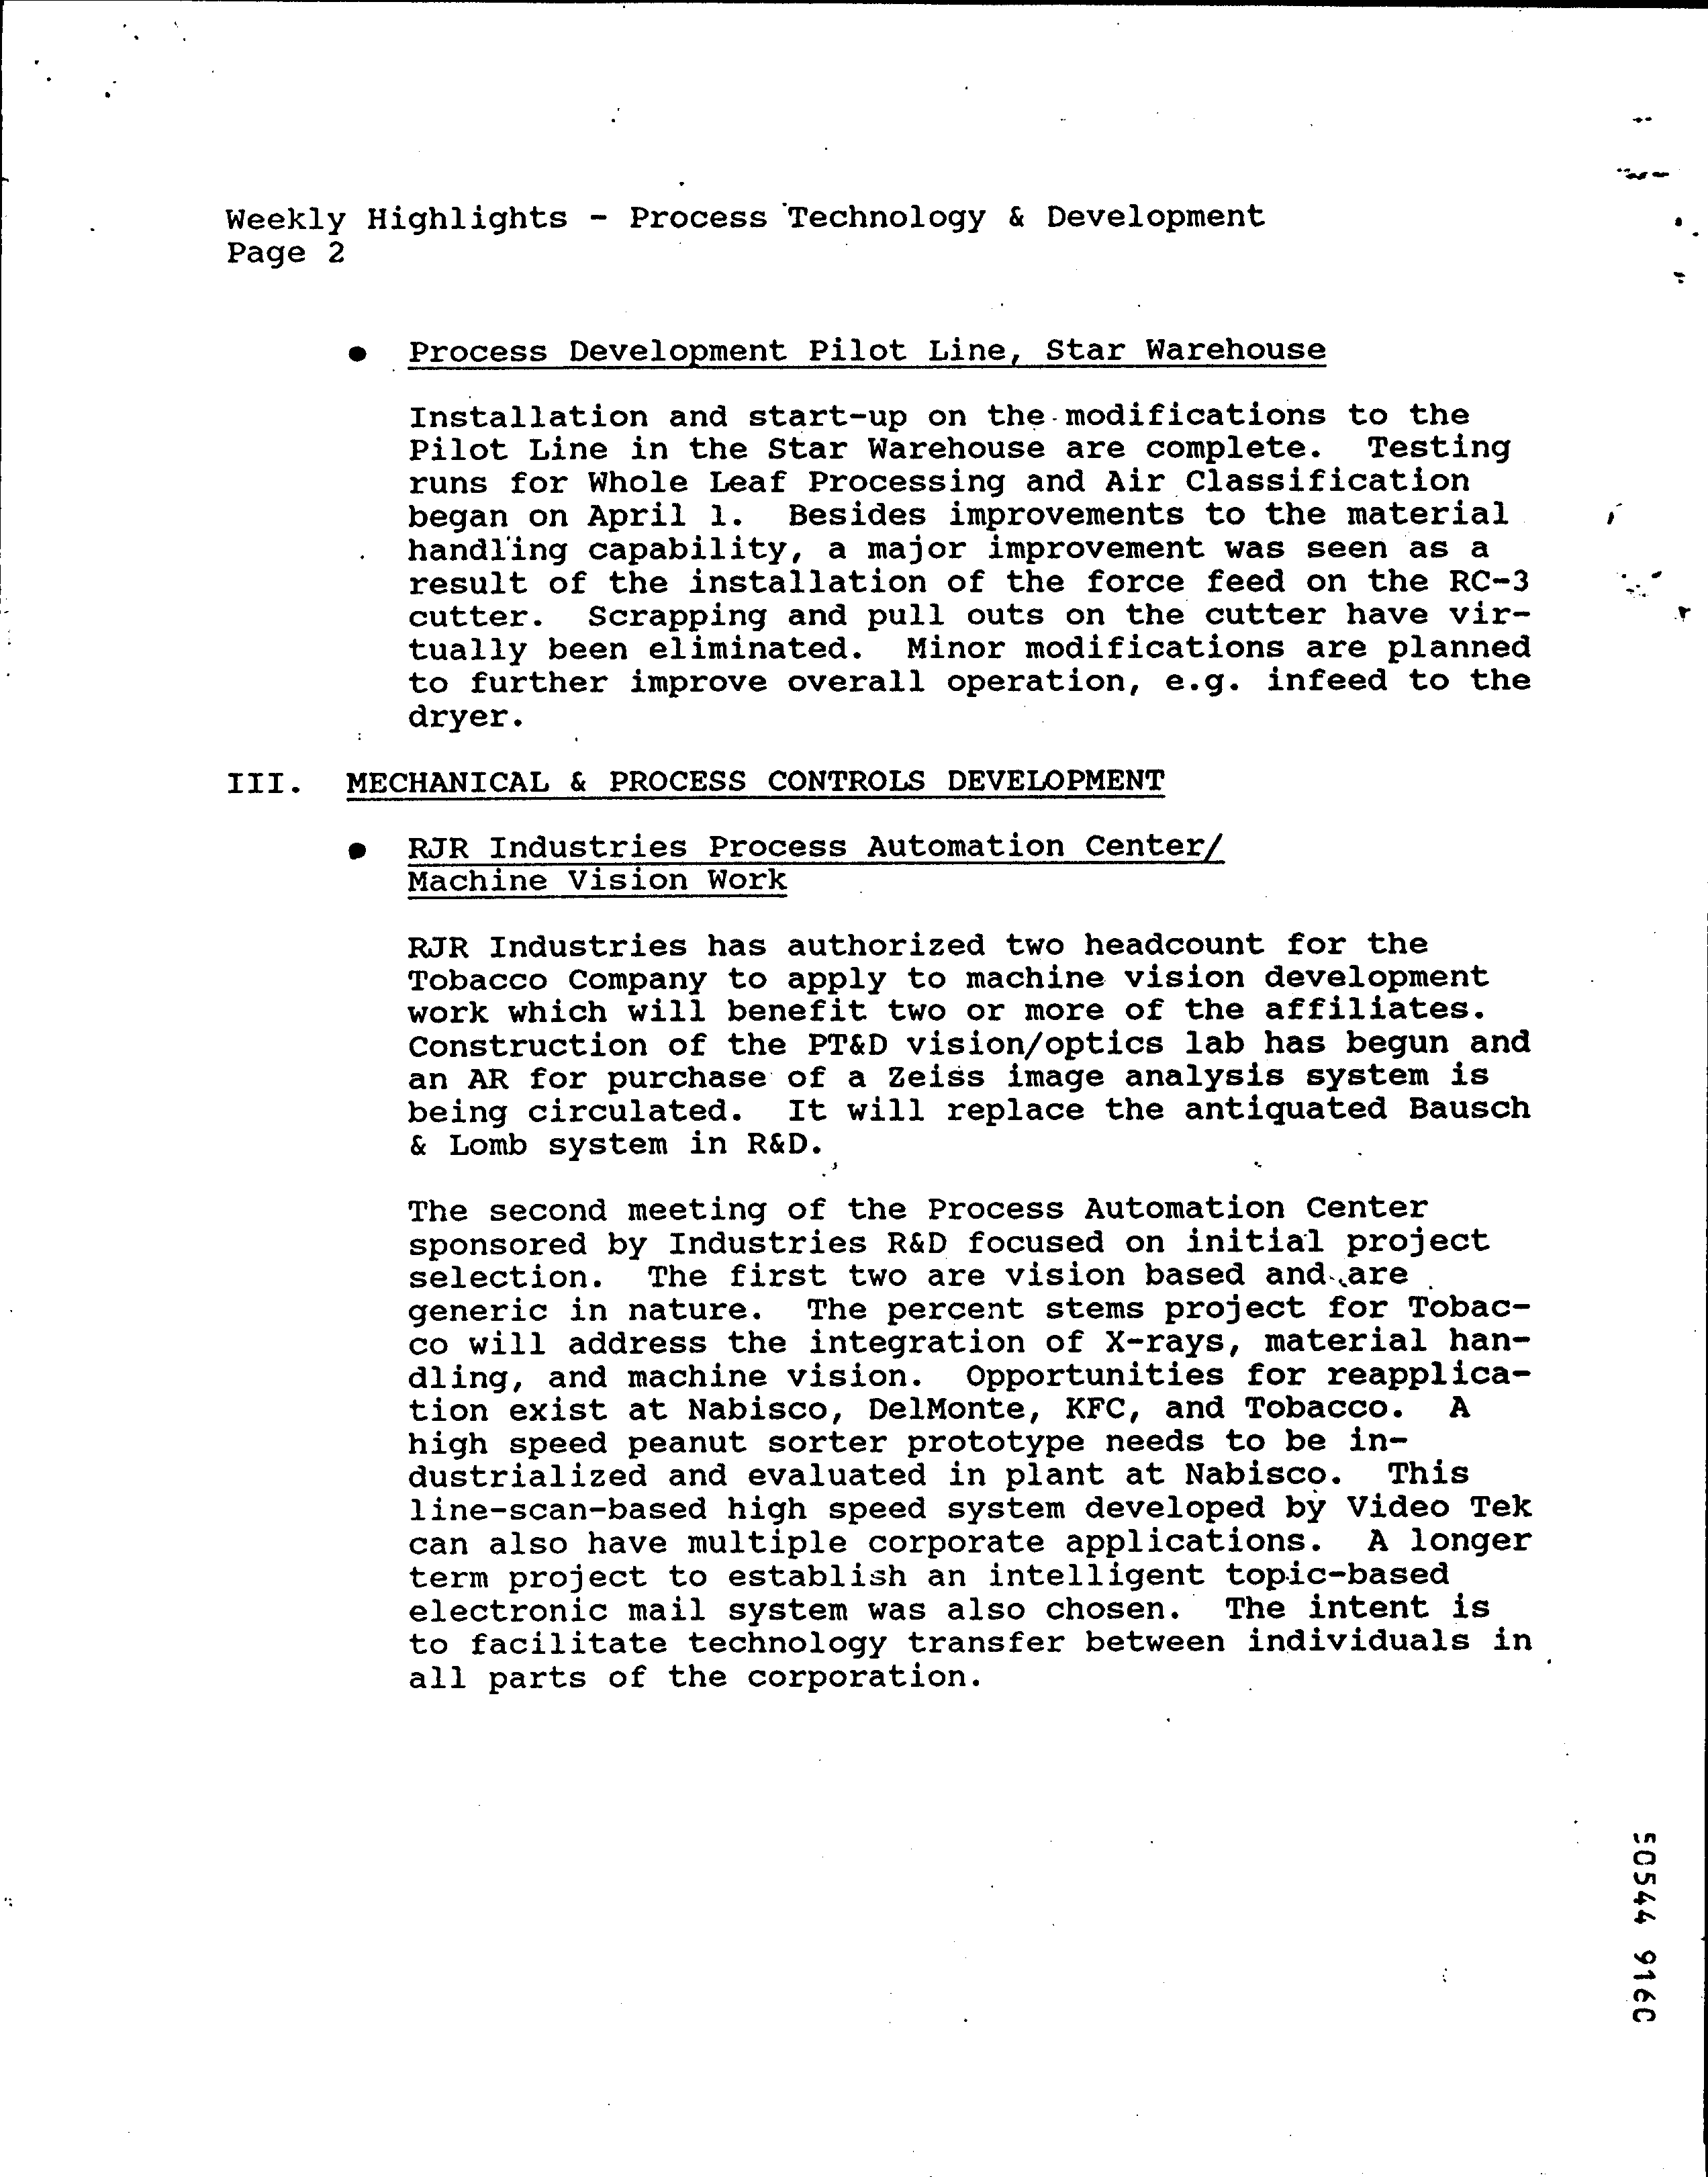 Weekly Highlights - Process Technology & Development
Page 2
● Process Development Pilot Line, Star Warehouse
Installation and start-up on the modifications to the
Pilot Line in the Star Warehouse are complete. Testing
runs for Whole Leaf Processing and Air Classification
began on April 1. Besides improvements to the material
handling capability, a major improvement was seen as a
result of the installation of the force feed on the RC-3
cutter. Scrapping and pull outs on the cutter have vir-
tually been eliminated. Minor modifications are planned
to further improve overall operation, e.g. infeed to the
dryer.
III. MECHANICAL & PROCESS CONTROLS DEVELOPMENT
● RJR Industries Process Automation Center/
Machine Vision Work
RJR Industries has authorized two headcount for the
Tobacco Company to apply to machine vision development
work which will benefit two or more of the affiliates.
Construction of the PT&D vision/optics lab has begun and
an AR for purchase of a Zeiss image analysis system is
being circulated. It will replace the antiquated Bausch
& Lomb system in R&D.
The second meeting of the Process Automation Center
sponsored by Industries R&D focused on initial project
selection. The first two are vision based and are
generic in nature. The percent stems project for Tobac-
co will address the integration of X-rays, material han-
dling, and machine vision. Opportunities for reapplica-
tion exist at Nabisco, DelMonte, KFC, and Tobacco. A
high speed peanut sorter prototype needs to be in-
dustrialized and evaluated in plant at Nabisco. This
line-scan-based high speed system developed by Video Tek
can also have multiple corporate applications. A longer
term project to establish an intelligent topic-based
electronic mail system was also chosen. The intent is
to facilitate technology transfer between individuals in
all parts of the corporation.
50544 9160